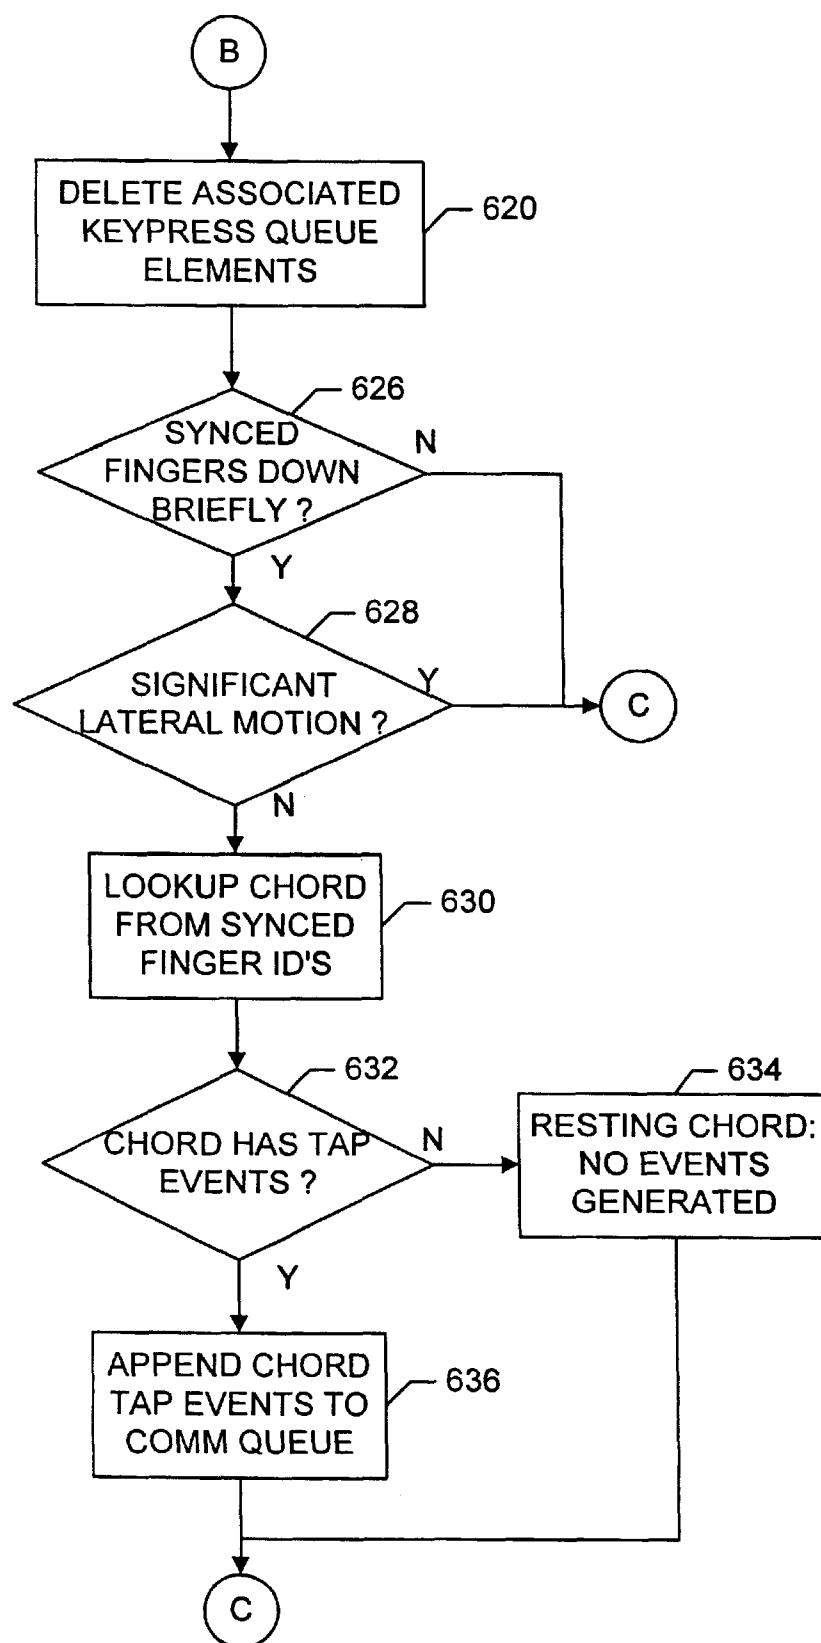 B
DELETE ASSOCIATED
KEYPRESS QUEUE
ELEMENTS
620
626
SYNCED
FINGERS DOWN
BRIEFLY ?
N
Y
628
SIGNIFICANT
LATERAL MOTION ?
Y
C
N
LOOKUP CHORD
FROM SYNCED
FINGER ID'S
630
632
CHORD HAS TAP
EVENTS ?
N
634
RESTING CHORD:
NO EVENTS
GENERATED
Y
APPEND CHORD
TAP EVENTS TO
COMM QUEUE
636
C